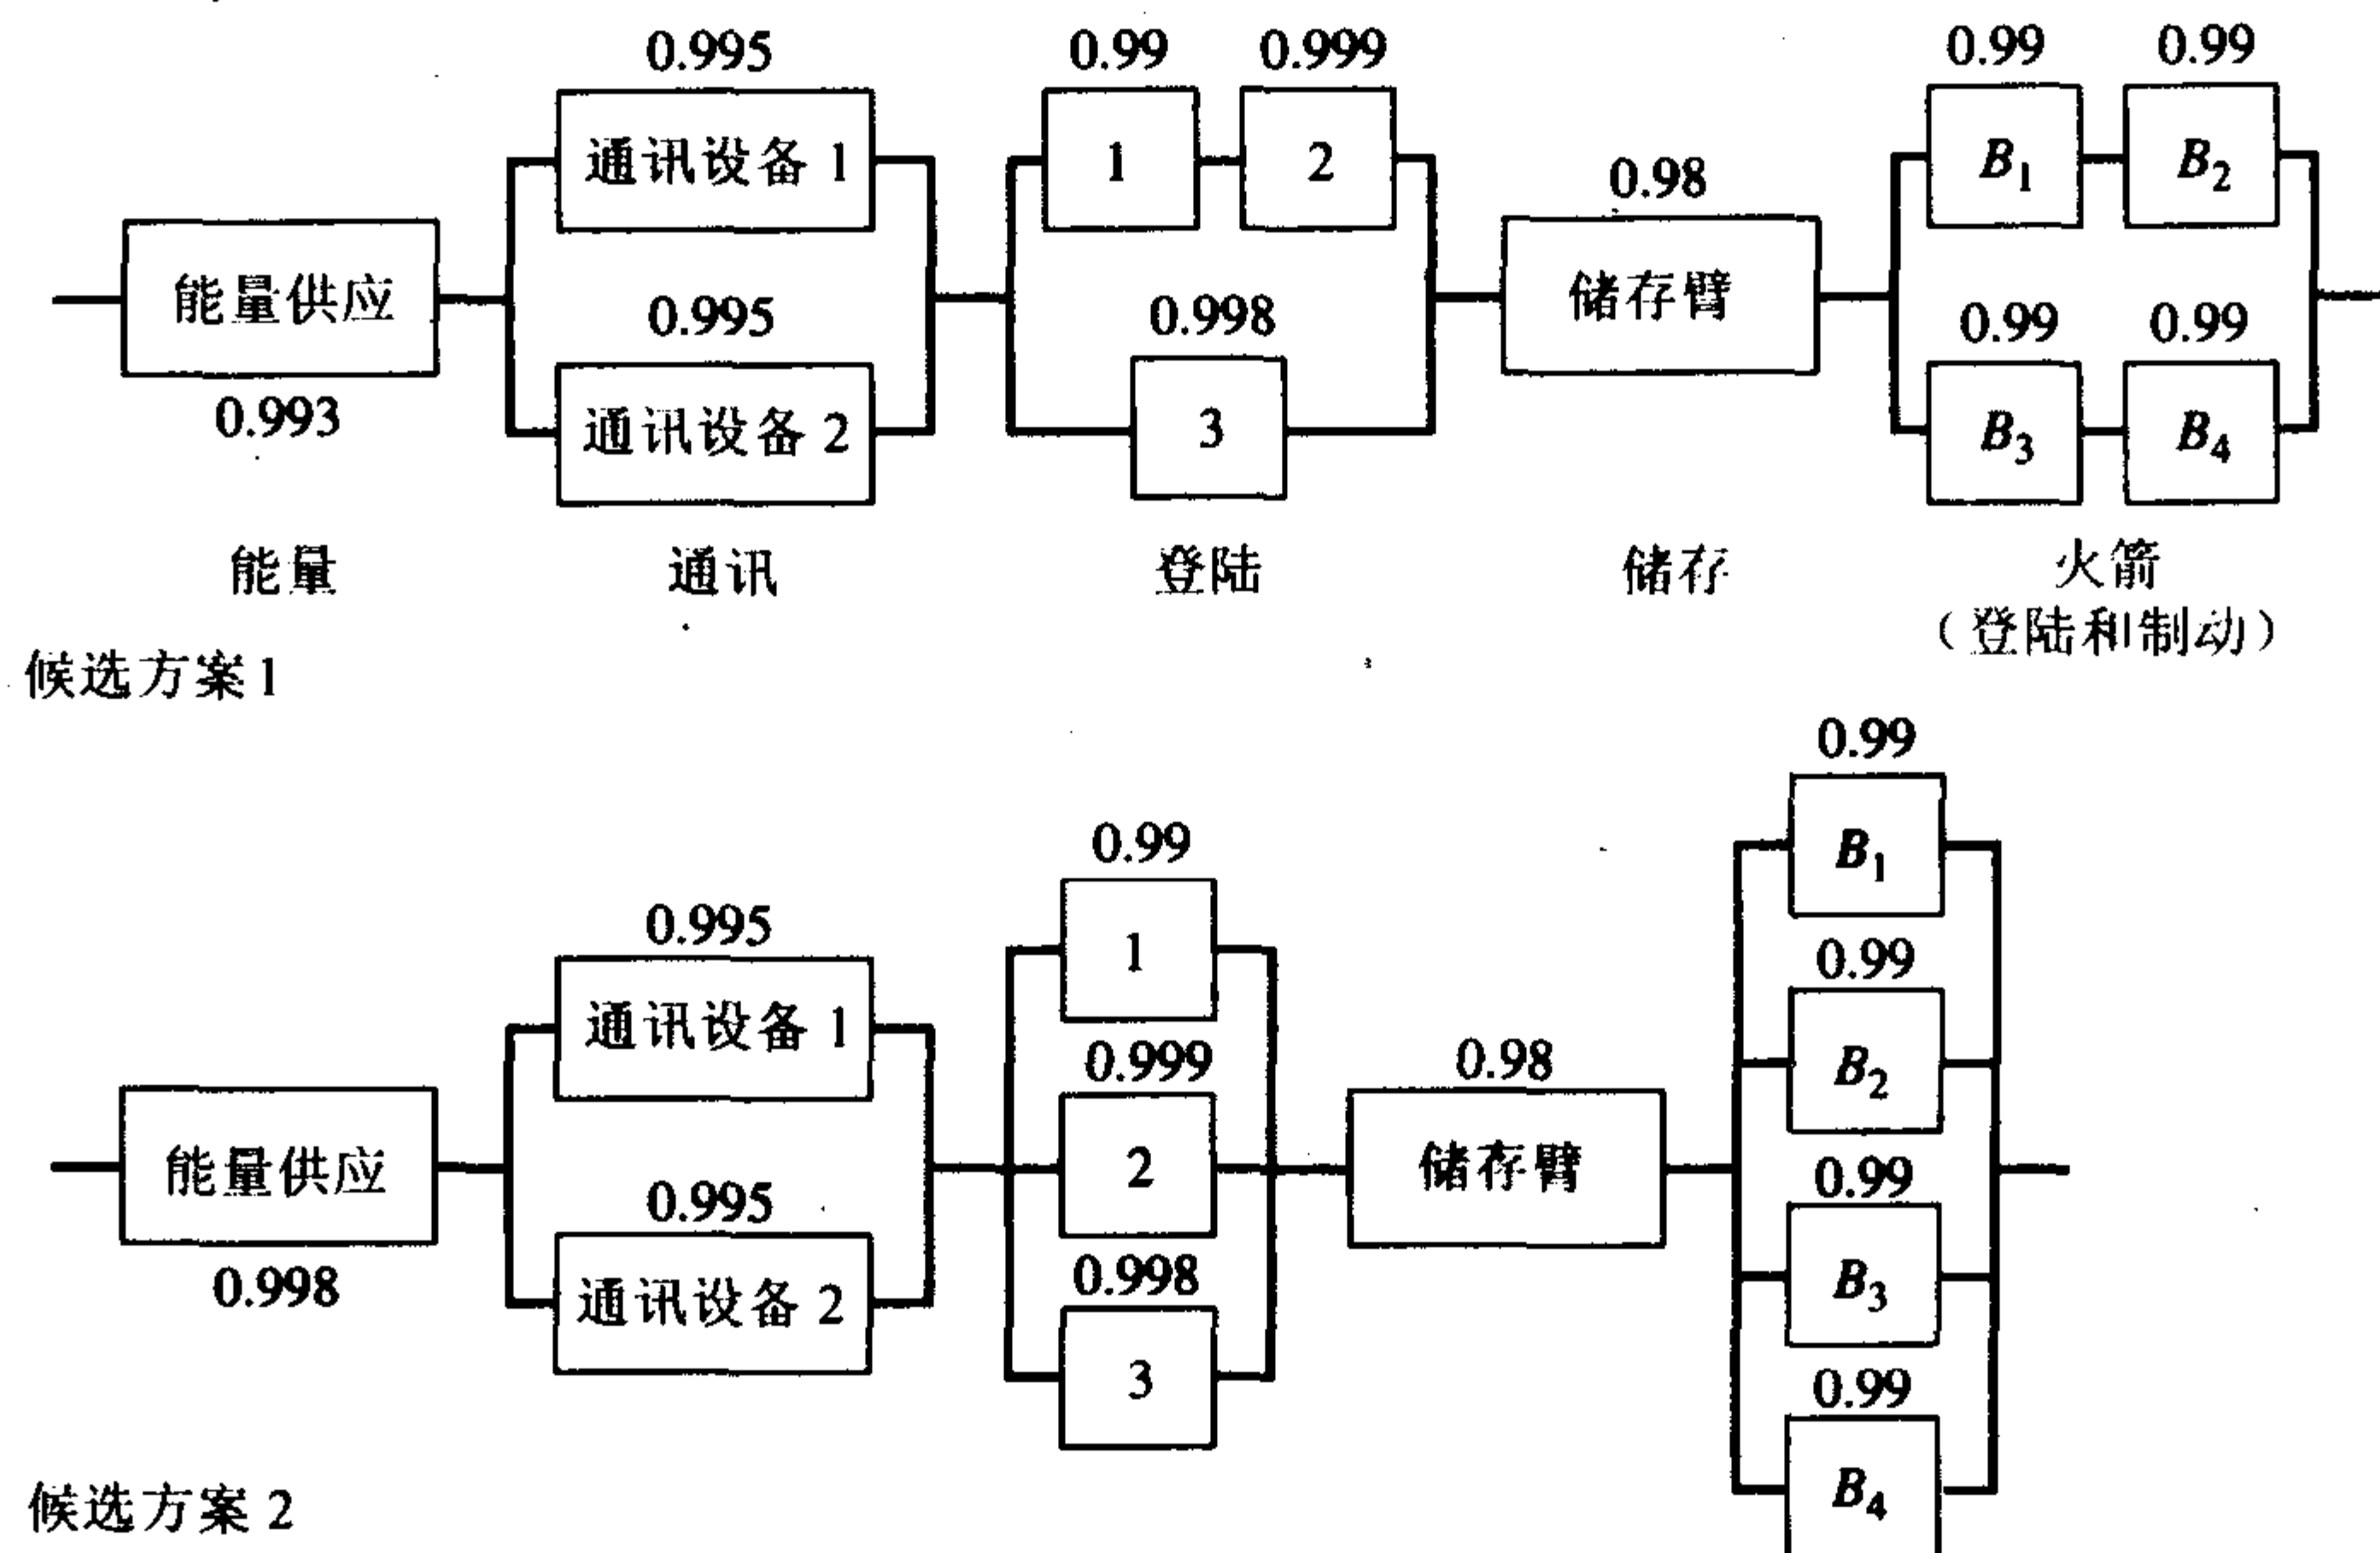 0.995 0.99 0.999 0.99 0.99
通讯设备 1 1 2 B1 B2
0.98
能量供应 0.995 0.998 储存臂 0.99 0.99
0.993 通讯设备 2 3 B3 B4
能量 通讯 登陆 储存 火箭
(登陆和制动)
候选方案 1
0.99
0.99 B1
0.995 1 0.99
通讯设备 1 0.999 0.98 B2
能量供应 0.995 2 储存臂 0.99
0.998 通讯设备 2 0.998 B3
3 0.99
候选方案 2 B4